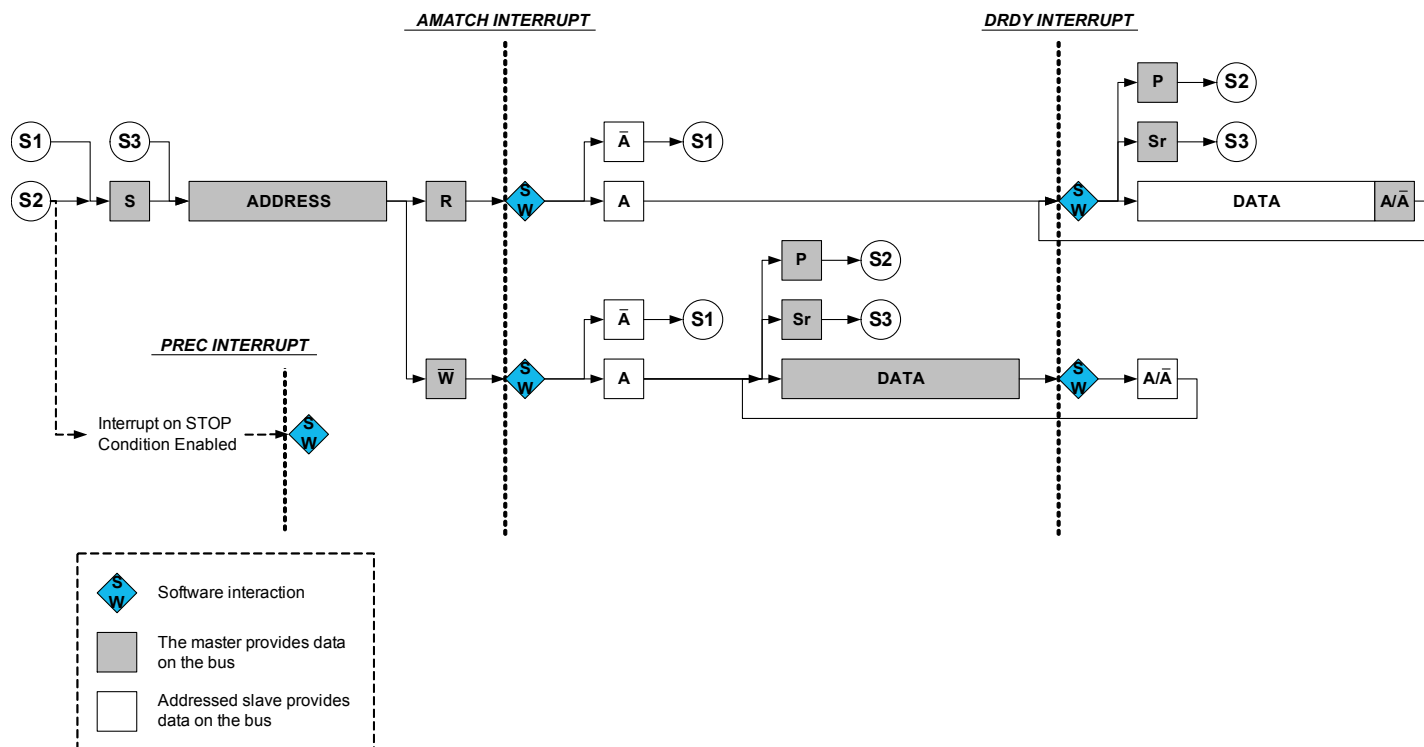 AMATCH INTERRUPT
DRDY INTERRUPT
P
S2
S1
S3
A̅
S1
Sr
S3
S2
S
ADDRESS
R
S
W
A
S
W
DATA
A/A̅
P
S2
A̅
S1
Sr
S3
PREC INTERRUPT
W̅
S
W
A
DATA
S
W
A/A̅
Interrupt on STOP
Condition Enabled
S
W
S
W
Software interaction
The master provides data
on the bus
Addressed slave provides
data on the bus